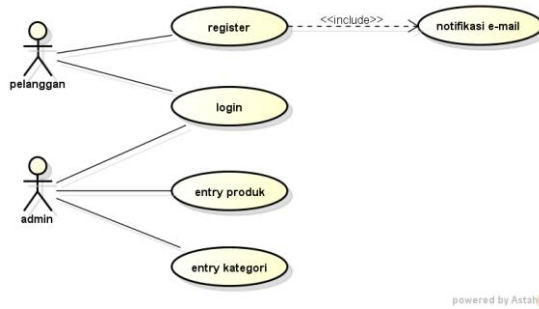 register
<<include>>
notifikasi e-mail
pelanggan
login
entry produk
admin
entry kategori
powered by Astah